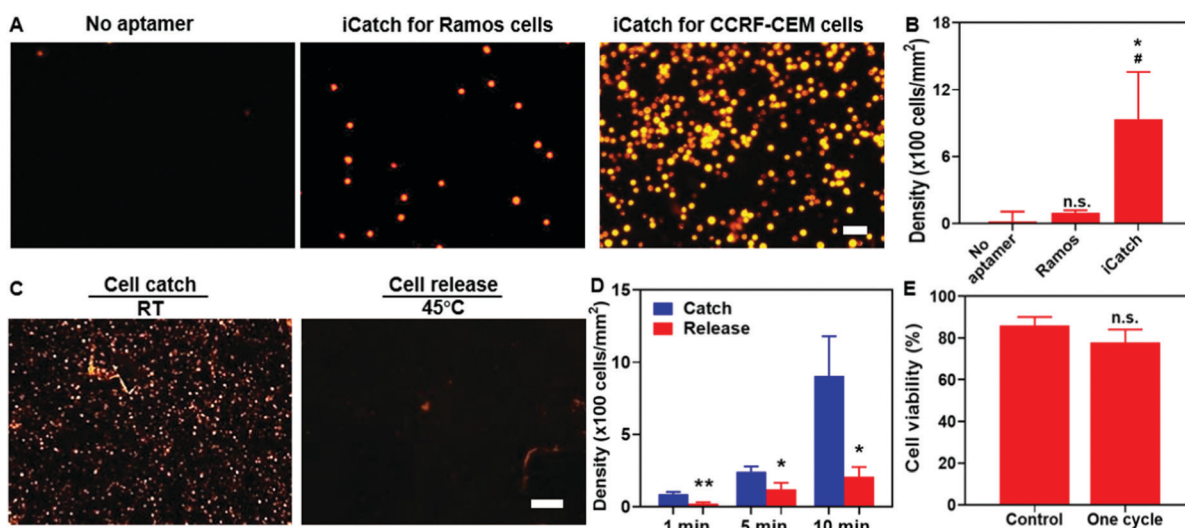 A
No aptamer
iCatch for Ramos cells
iCatch for CCRF-CEM cells
B
Density (x100 cells/mm²)
18
12
6
0
*
#
n.s.
No
aptamer
Ramos
iCatch
C
Cell catch
RT
Cell release
45°C
D
Density (x100 cells/mm²)
15
10
5
0
Catch
Release
**
*
*
1 min
5 min
10 min
E
Cell viability (%)
100
80
60
40
20
0
n.s.
Control
One cycle